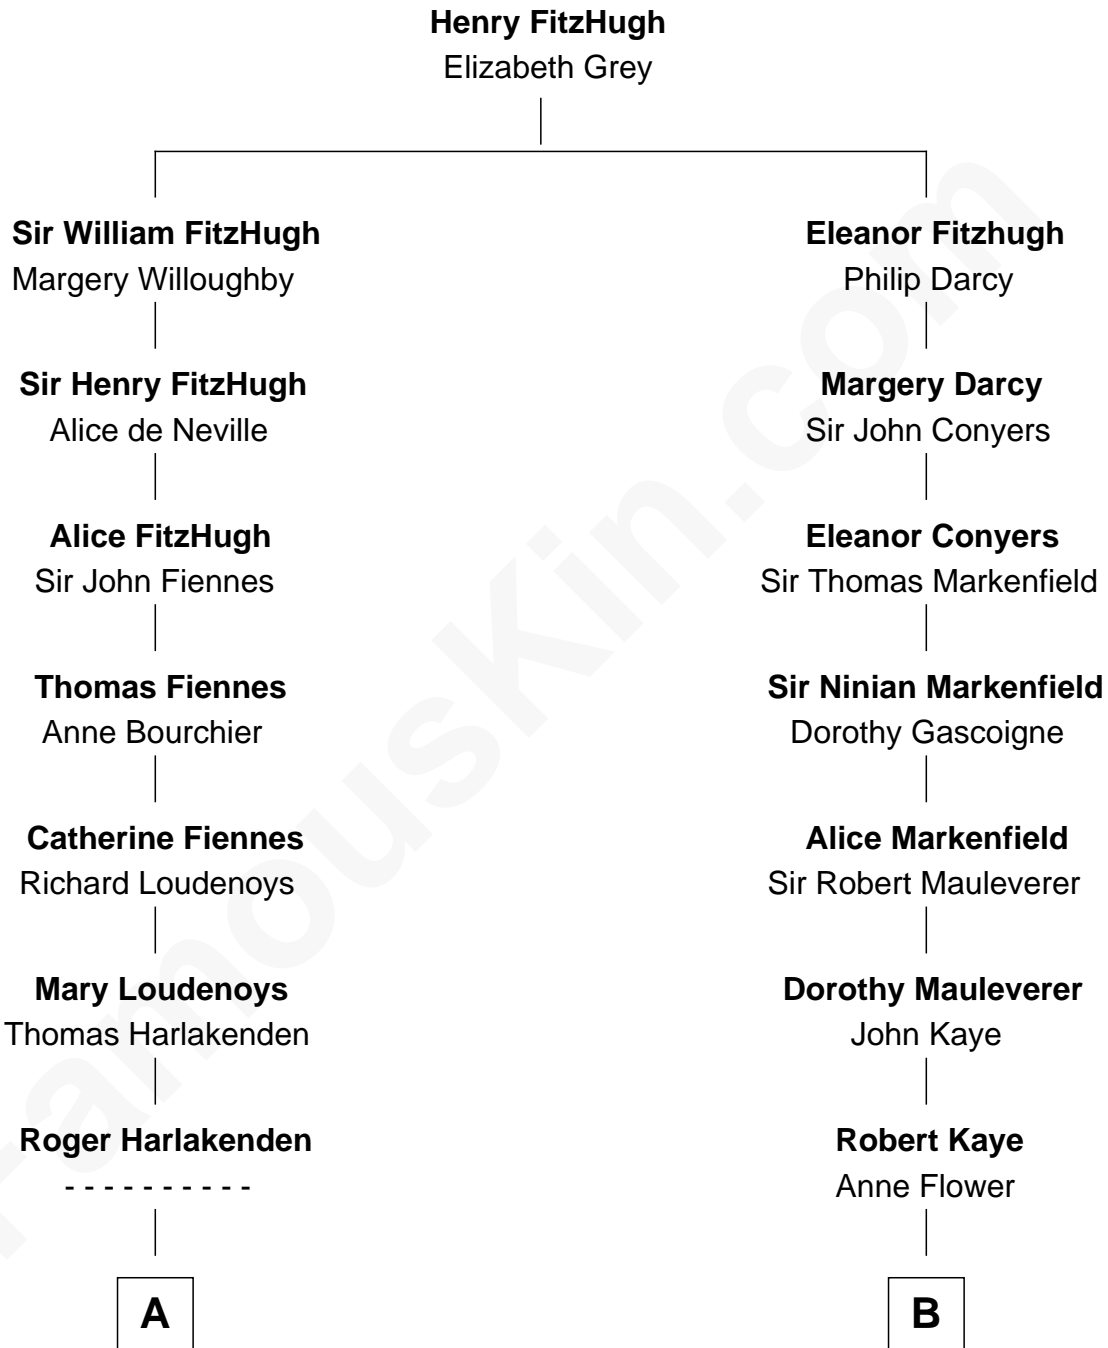 Henry FitzHugh
Elizabeth Grey
Sir William FitzHugh
Margery Willoughby
Eleanor Fitzhugh
Philip Darcy
Sir Henry FitzHugh
Alice de Neville
Margery Darcy
Sir John Conyers
Alice FitzHugh
Sir John Fiennes
Eleanor Conyers
Sir Thomas Markenfield
Thomas Fiennes
Anne Bourchier
Sir Ninian Markenfield
Dorothy Gascoigne
Catherine Fiennes
Richard Loudenoys
Alice Markenfield
Sir Robert Mauleverer
Mary Loudenoys
Thomas Harlakenden
Dorothy Mauleverer
John Kaye
Roger Harlakenden
- - - - - - - - - -
Robert Kaye
Anne Flower
A
B
FamousKin.com